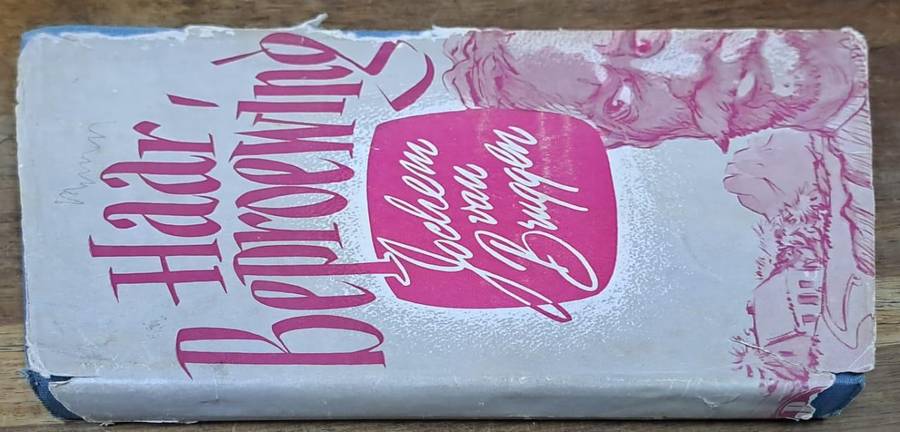 Haar'
Beproewing
Jochem
van
Bruggen